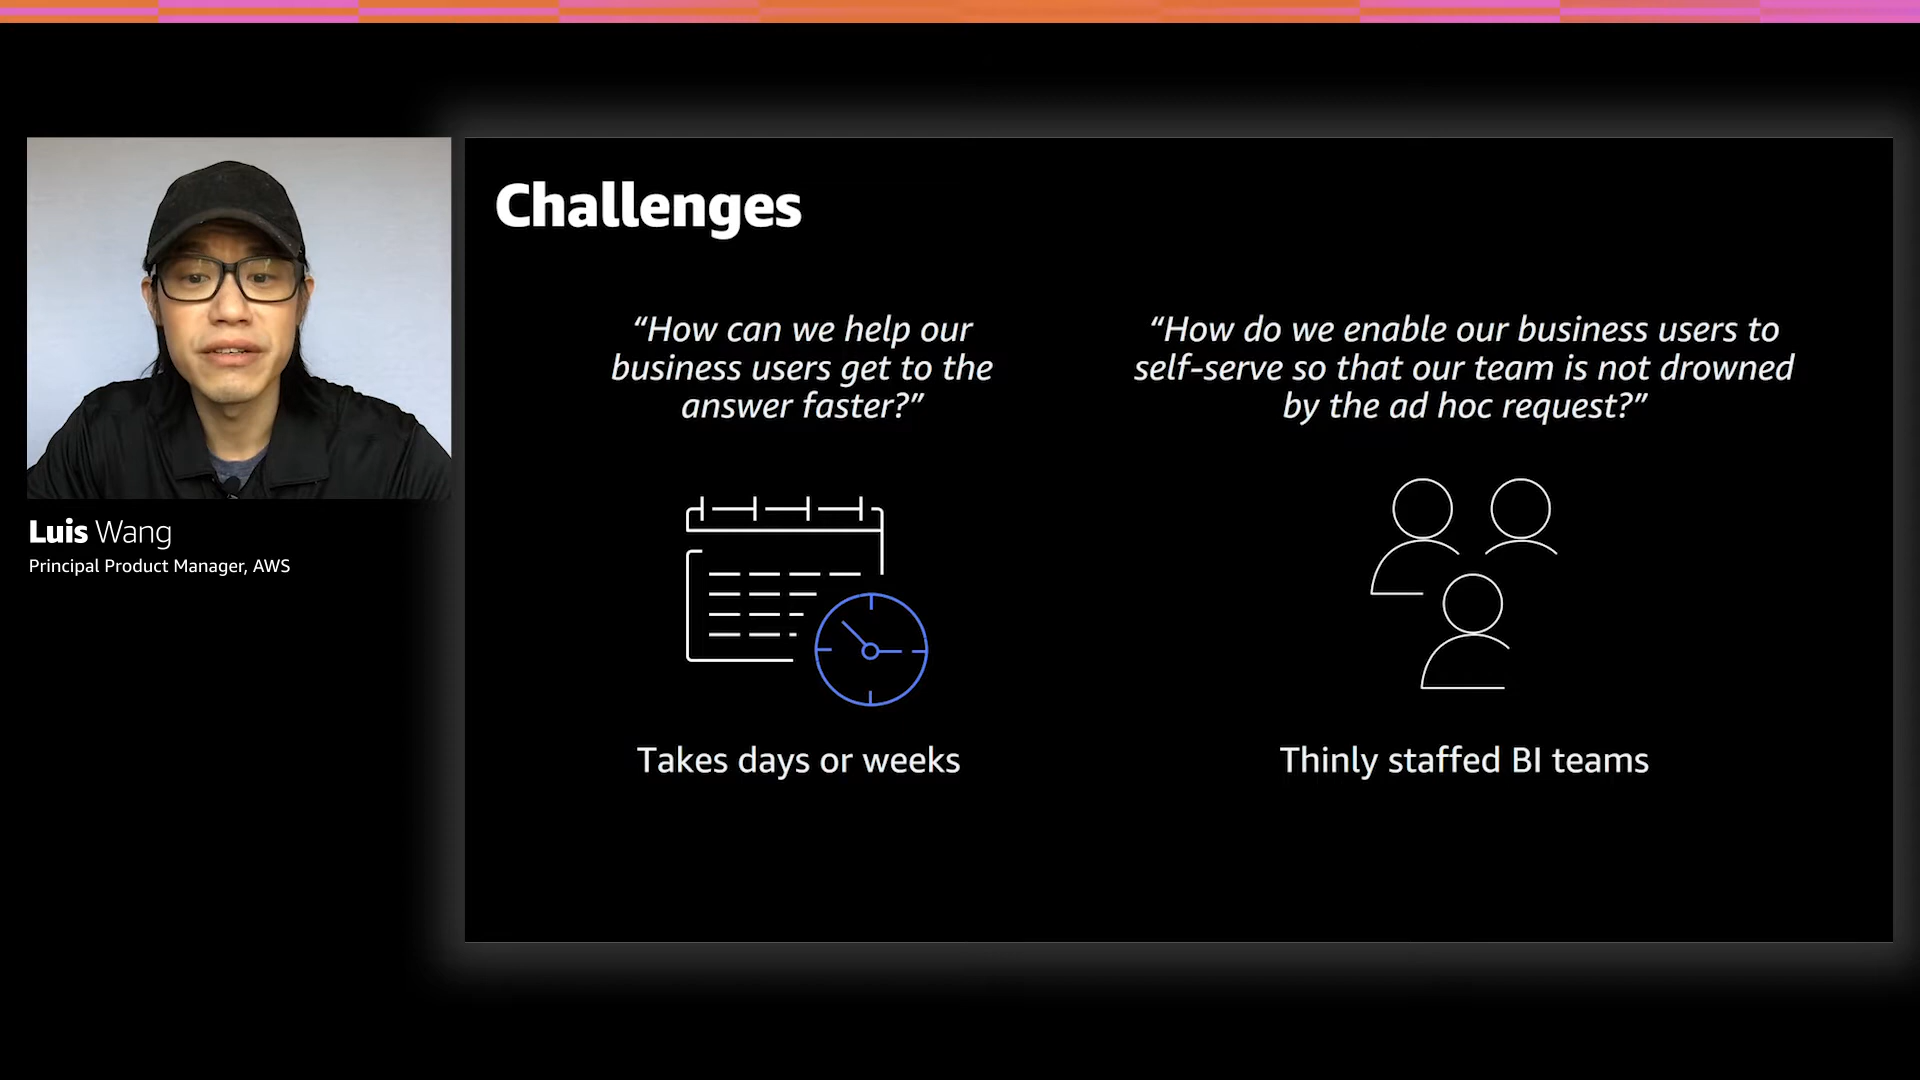 Challenges
“How can we help our
business users get to the
answer faster?”
Takes days or weeks
“How do we enable our business users to
self-serve so that our team is not drowned
by the ad hoc request?”
Thinly staffed BI teams
Luis Wang
Principal Product Manager, AWS